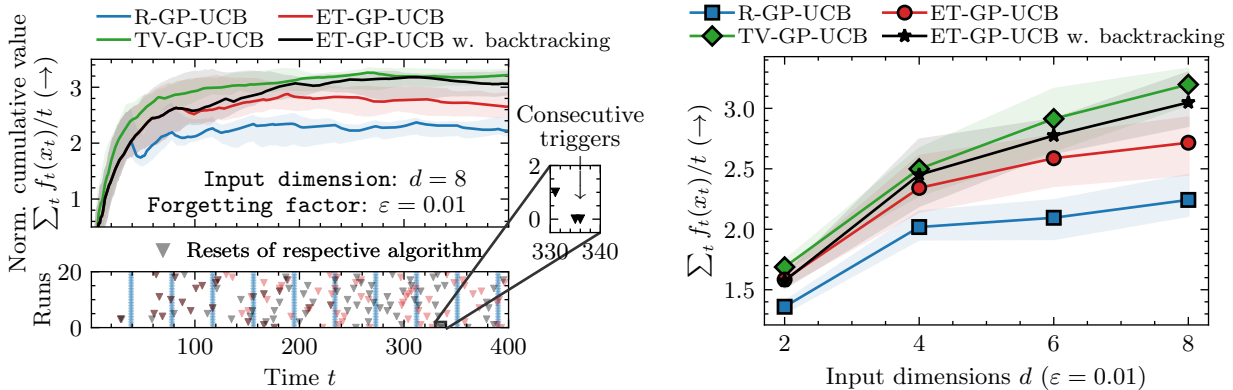 R-GP-UCB
ET-GP-UCB
TV-GP-UCB
ET-GP-UCB w. backtracking
Norm. cumulative value
∑ₜ fₜ(xₜ)/t (→)
3
2
1
Input dimension: d = 8
Forgetting factor: ε = 0.01
Consecutive
triggers
2
0
330
340
Resets of respective algorithm
Runs
20
0
100
200
300
400
Time t
R-GP-UCB
ET-GP-UCB
TV-GP-UCB
ET-GP-UCB w. backtracking
∑ₜ fₜ(xₜ)/t (→)
3.0
2.5
2.0
1.5
2
4
6
8
Input dimensions d (ε = 0.01)